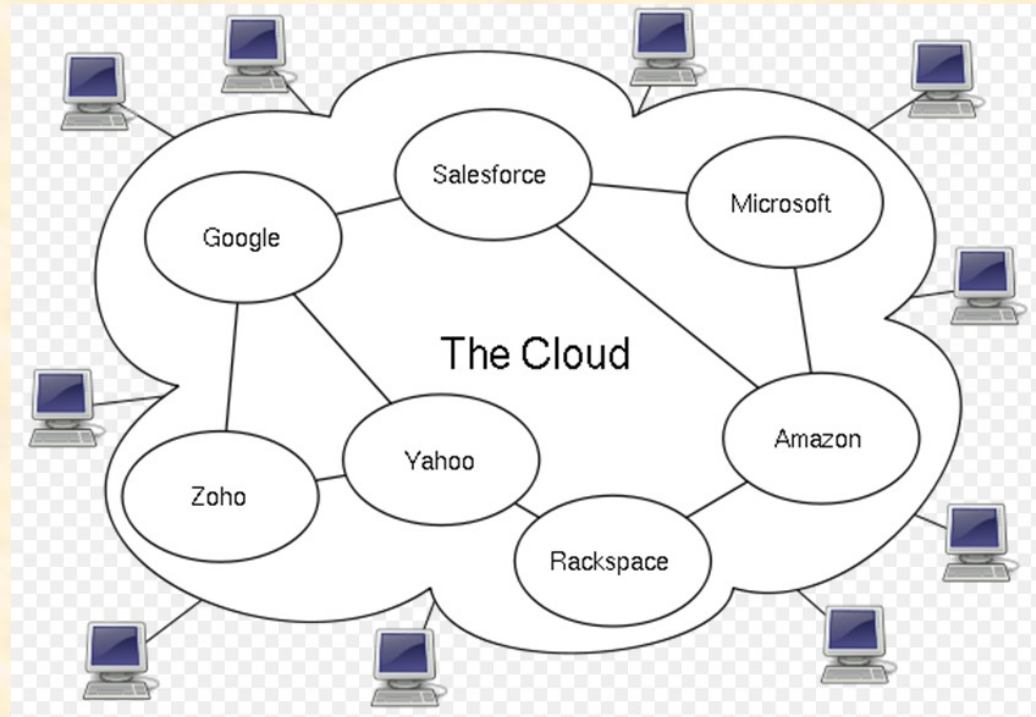 Salesforce
Microsoft
Google
The Cloud
Amazon
Yahoo
Zoho
Rackspace